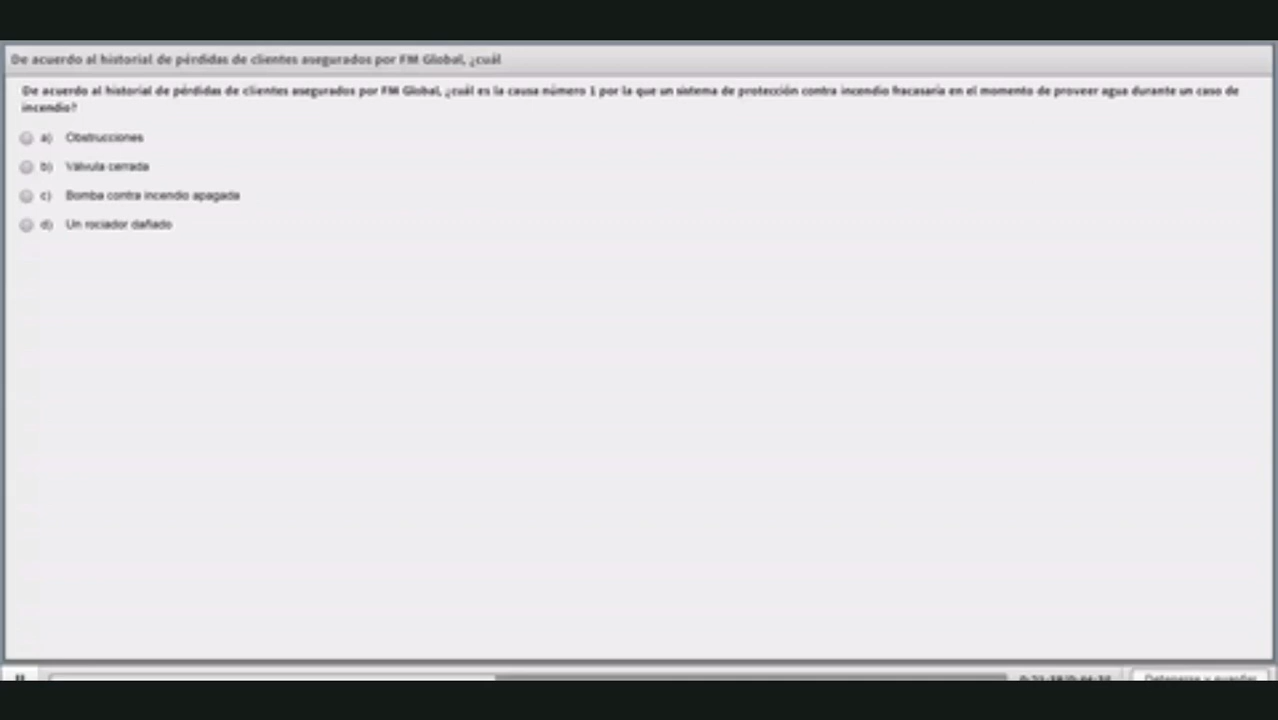 De acuerdo al historial de pérdidas de clientes asegurados por FM Global, ¿cuál
De acuerdo al historial de pérdidas de clientes asegurados por FM Global, ¿cuál es la causa número 1 por la que un sistema de protección contra incendio fracasaría en el momento de proveer agua durante un caso de
incendio?
a) Obstrucciones
b) Válvula cerrada
c) Bomba contra incendio apagada
d) Un rociador dañado